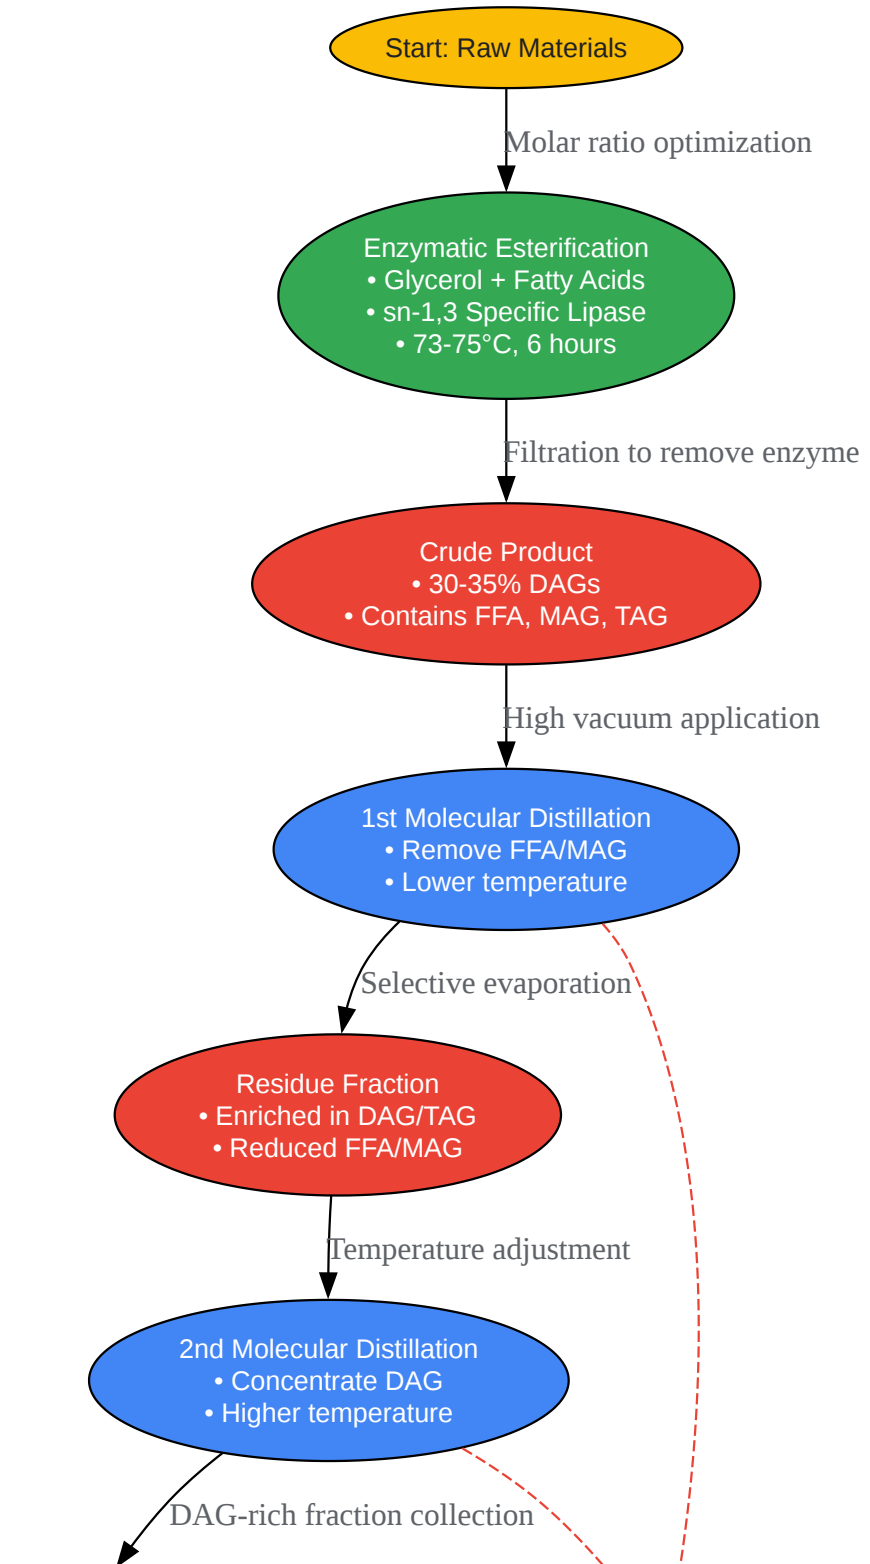 Start: Raw Materials
Molar ratio optimization
Enzymatic Esterification
• Glycerol + Fatty Acids
• sn-1,3 Specific Lipase
• 73-75°C, 6 hours
Filtration to remove enzyme
Crude Product
• 30-35% DAGs
• Contains FFA, MAG, TAG
High vacuum application
1st Molecular Distillation
• Remove FFA/MAG
• Lower temperature
Selective evaporation
Residue Fraction
• Enriched in DAG/TAG
• Reduced FFA/MAG
Temperature adjustment
2nd Molecular Distillation
• Concentrate DAG
• Higher temperature
DAG-rich fraction collection